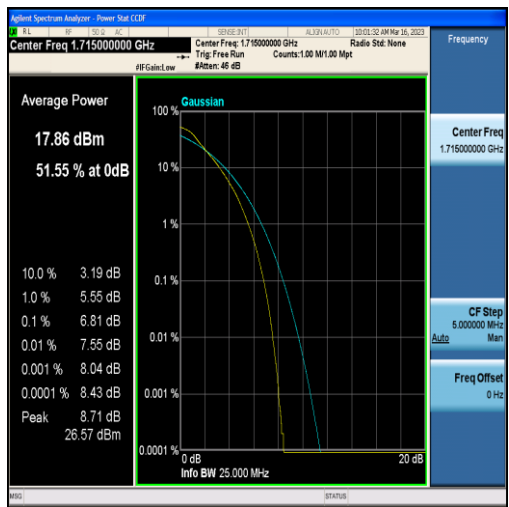 Agilent Spectrum Analyzer - Power Stat CCDF
RL RF 50 Ω AC SENSE:INT ALIGN AUTO 10:01:32 AM Mar 16, 2023
Center Freq 1.715000000 GHz
Center Freq: 1.715000000 GHz Radio Std: None
Trig: Free Run Counts:1.00 M/1.00 Mpt
#IFGain:Low #Atten: 46 dB
Frequency
Average Power
17.86 dBm
51.55 % at 0dB
10.0 % 3.19 dB
1.0 % 5.55 dB
0.1 % 6.81 dB
0.01 % 7.55 dB
0.001 % 8.04 dB
0.0001 % 8.43 dB
Peak 8.71 dB
26.57 dBm
100 % Gaussian
10 %
1 %
0.1 %
0.01 %
0.001 %
0.0001 %
0 dB 20 dB
Info BW 25.000 MHz
Center Freq
1.715000000 GHz
CF Step
5.000000 MHz
Auto Man
Freq Offset
0 Hz
MSG STATUS